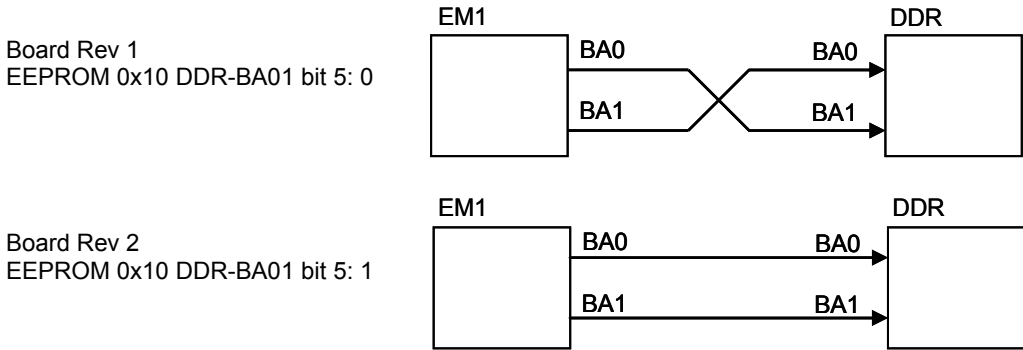 EM1
DDR
Board Rev 1
EEPROM 0x10 DDR-BA01 bit 5: 0
BA0
BA0
BA1
BA1
EM1
DDR
Board Rev 2
EEPROM 0x10 DDR-BA01 bit 5: 1
BA0
BA0
BA1
BA1